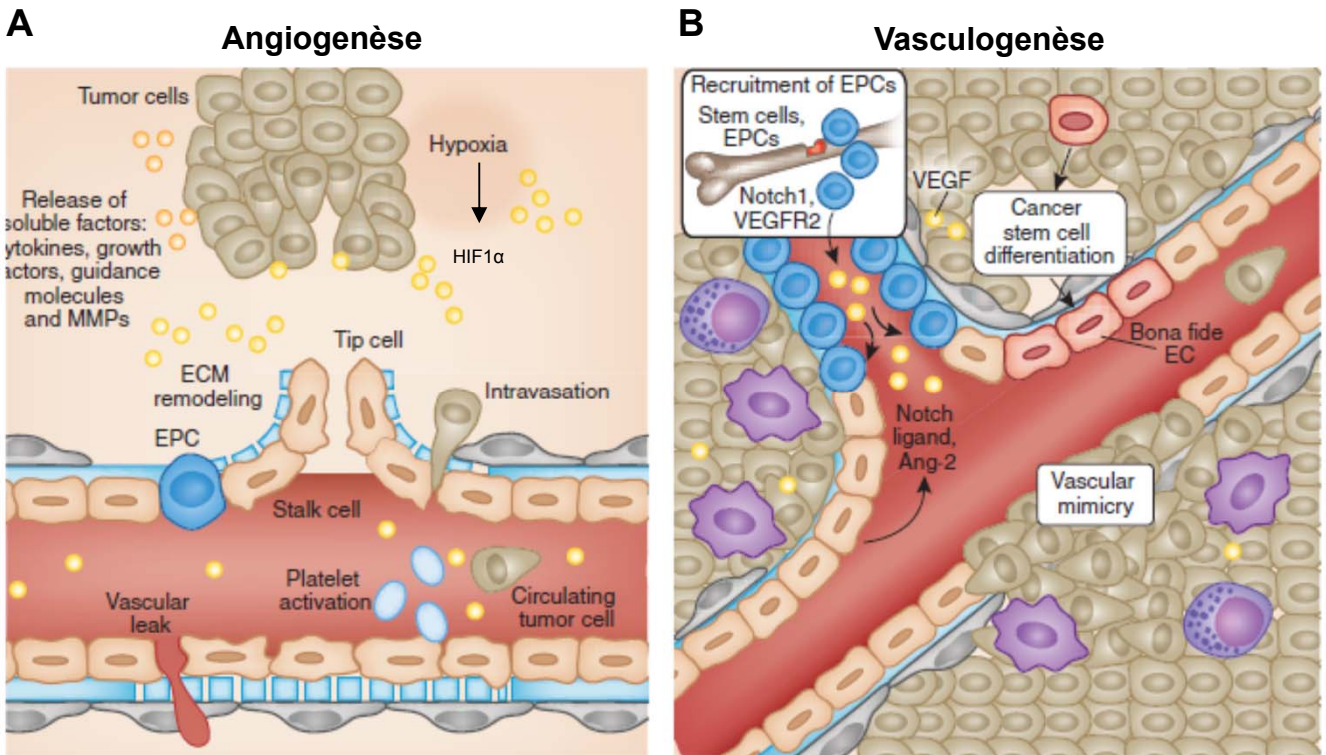 A
Angiogenèse
Tumor cells
Hypoxia
HIF1α
Release of
soluble factors:
ytokines, growth
actors, guidance
molecules
and MMPs
Tip cell
ECM
remodeling
Intravasation
EPC
Stalk cell
Platelet
activation
Circulating
tumor cell
Vascular
leak
B
Vasculogenèse
Recruitment of EPCs
Stem cells,
EPCs
Notch1,
VEGFR2
VEGF
Cancer
stem cell
differentiation
Bona fide
EC
Notch
ligand,
Ang-2
Vascular
mimicry